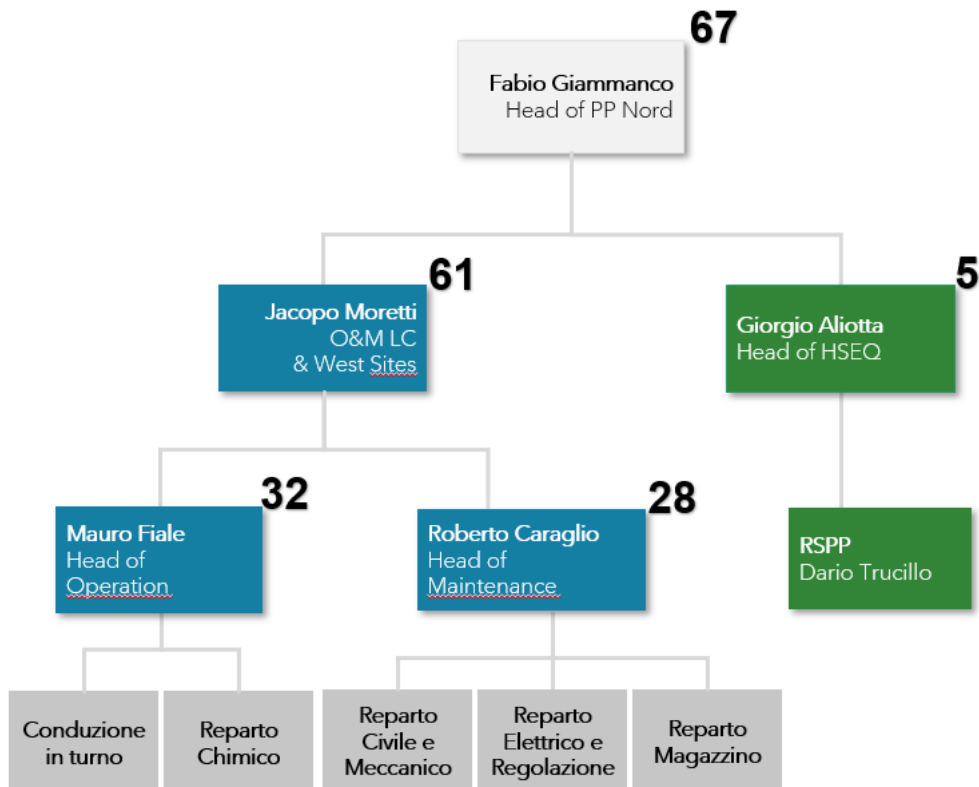 67
Fabio Giammanco
Head of PP Nord
61
Jacopo Moretti
O&M LC
& West Sites
5
Giorgio Aliotta
Head of HSEQ
32
Mauro Fiale
Head of
Operation
28
Roberto Caraglio
Head of
Maintenance
RSPP
Dario Trucillo
Conduzione
in turno
Reparto
Chimico
Reparto
Civile e
Meccanico
Reparto
Elettrico e
Regolazione
Reparto
Magazzino